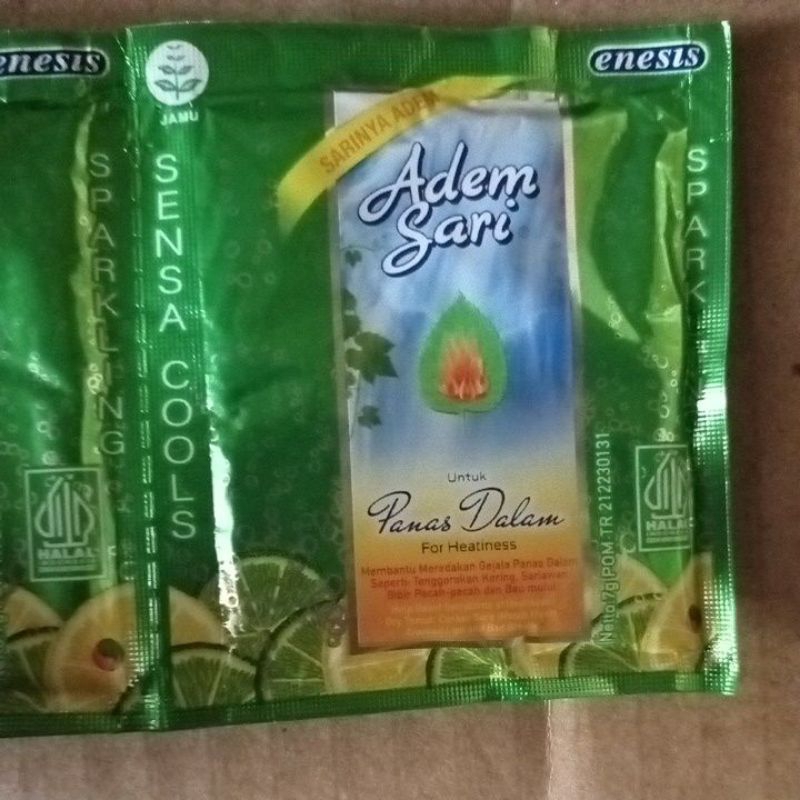 enesis
SPARKLING
HALAL
JAMU
SENSA COOLS
SARINYA ADEM
Adem
Sari
Untuk
Panas Dalam
For Heatiness
Membantu Meredakan Gejala Panas Dalam
Seperti: Tenggorokan Kering, Sariawan,
Bibir Pecah-pecah dan Bau mulut
Netto 7g|POM TR 212230131
enesis
SPARK
HALAL